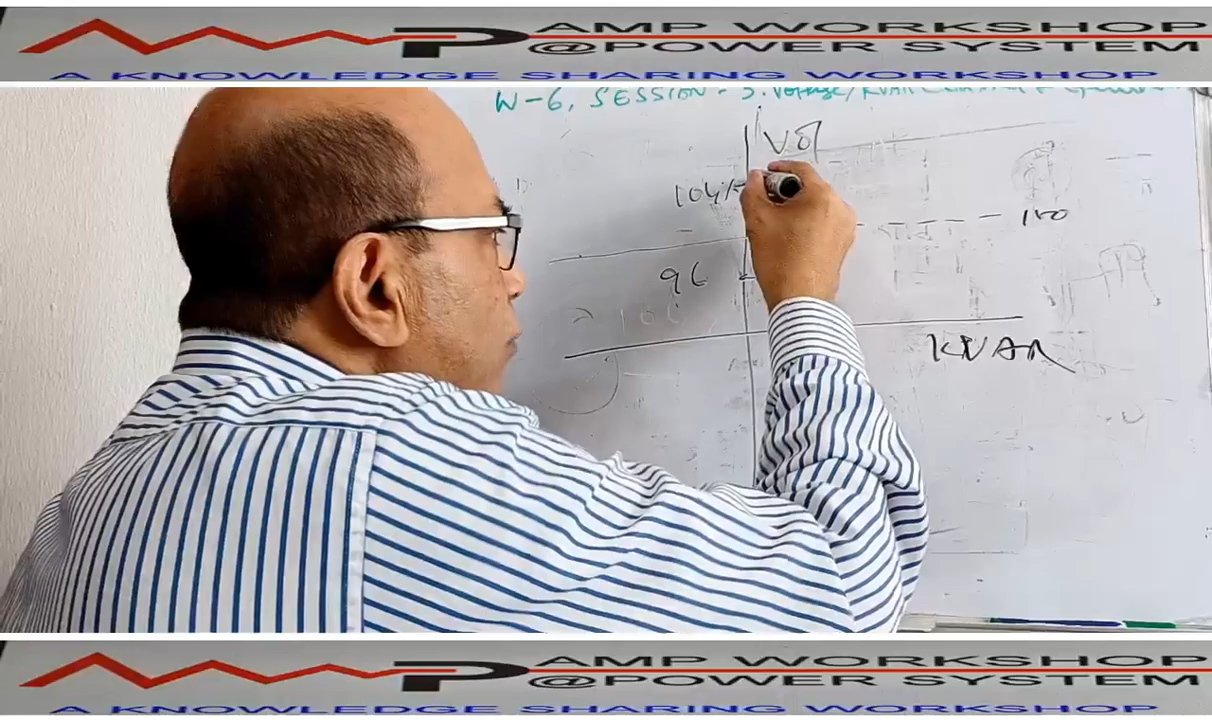 AMP WORKSHOP
P @POWER SYSTEM
A KNOWLEDGE SHARING WORKSHOP
W-6, SESSION - 3. Voltage/KVAR
104%
100
96
KVAR
AMP WORKSHOP
P @POWER SYSTEM
A KNOWLEDGE SHARING WORKSHOP